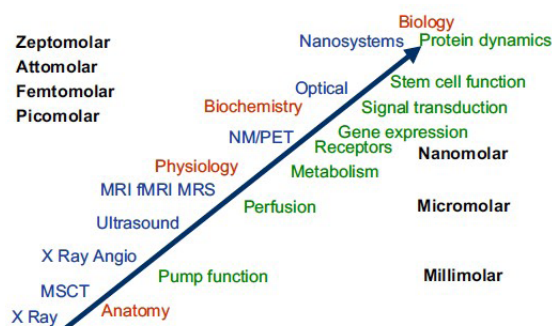 Biology
Zeptomolar
Nanosystems
Protein dynamics
Attomolar
Femtomolar
Optical
Stem cell function
Picomolar
Biochemistry
Signal transduction
NM/PET
Gene expression
Receptors
Nanomolar
Physiology
Metabolism
MRI fMRI MRS
Perfusion
Micromolar
Ultrasound
X Ray Angio
Pump function
Millimolar
MSCT
X Ray
Anatomy